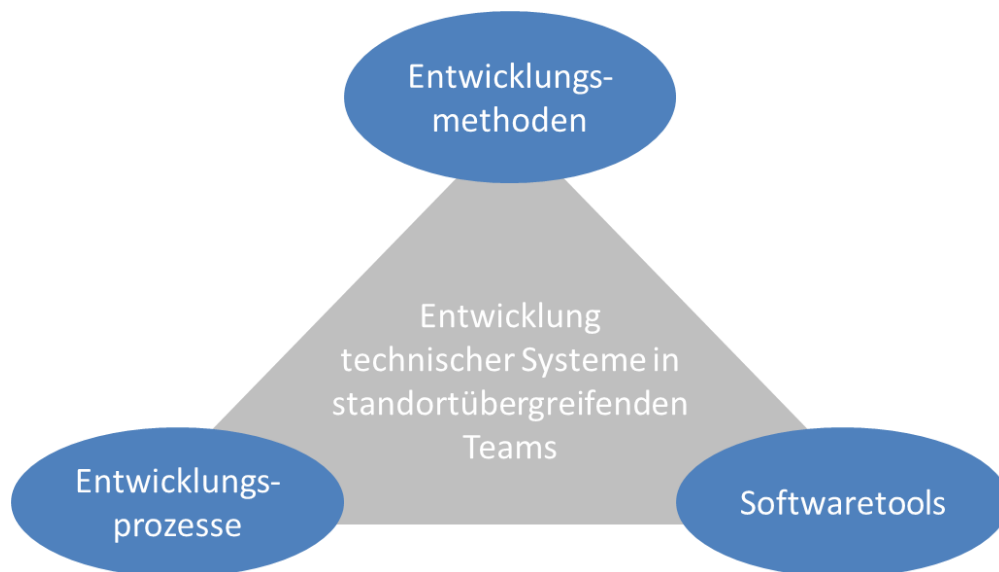 Entwicklungs-
methoden
Entwicklung
technischer Systeme in
standortübergreifenden
Teams
Entwicklungs-
prozesse
Softwaretools